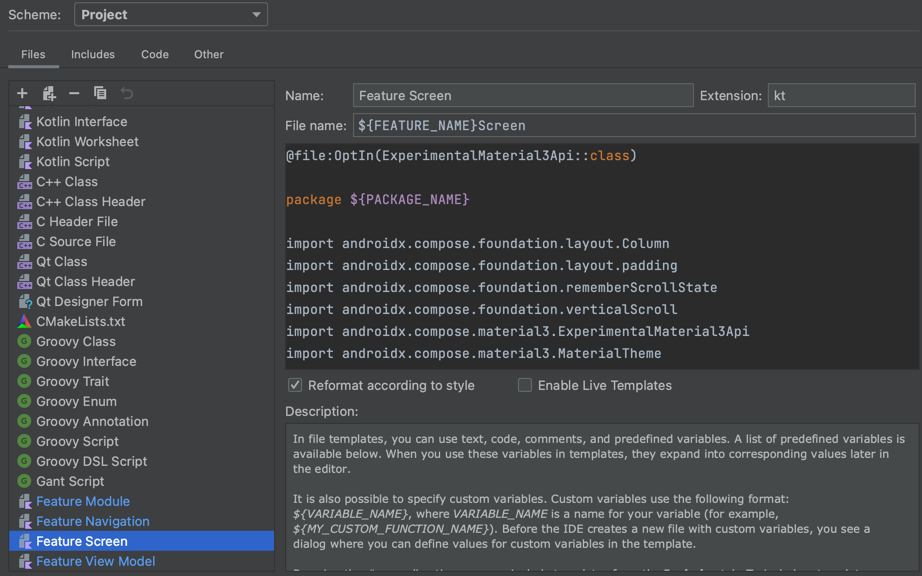 Scheme: Project
Files Includes Code Other
Kotlin Interface
Kotlin Worksheet
Kotlin Script
C++ Class
C++ Class Header
C Header File
C Source File
Qt Class
Qt Class Header
Qt Designer Form
CMakeLists.txt
Groovy Class
Groovy Interface
Groovy Trait
Groovy Enum
Groovy Annotation
Groovy Script
Groovy DSL Script
Gant Script
Feature Module
Feature Navigation
Feature Screen
Feature View Model
Name: Feature Screen Extension: kt
File name: ${FEATURE_NAME}Screen
@file:OptIn(ExperimentalMaterial3Api::class)
package ${PACKAGE_NAME}
import androidx.compose.foundation.layout.Column
import androidx.compose.foundation.layout.padding
import androidx.compose.foundation.rememberScrollState
import androidx.compose.foundation.verticalScroll
import androidx.compose.material3.ExperimentalMaterial3Api
import androidx.compose.material3.MaterialTheme
Reformat according to style Enable Live Templates
Description:
In file templates, you can use text, code, comments, and predefined variables. A list of predefined variables is
available below. When you use these variables in templates, they expand into corresponding values later in
the editor.
It is also possible to specify custom variables. Custom variables use the following format:
${VARIABLE_NAME}, where VARIABLE_NAME is a name for your variable (for example,
${MY_CUSTOM_FUNCTION_NAME}). Before the IDE creates a new file with custom variables, you see a
dialog where you can define values for custom variables in the template.